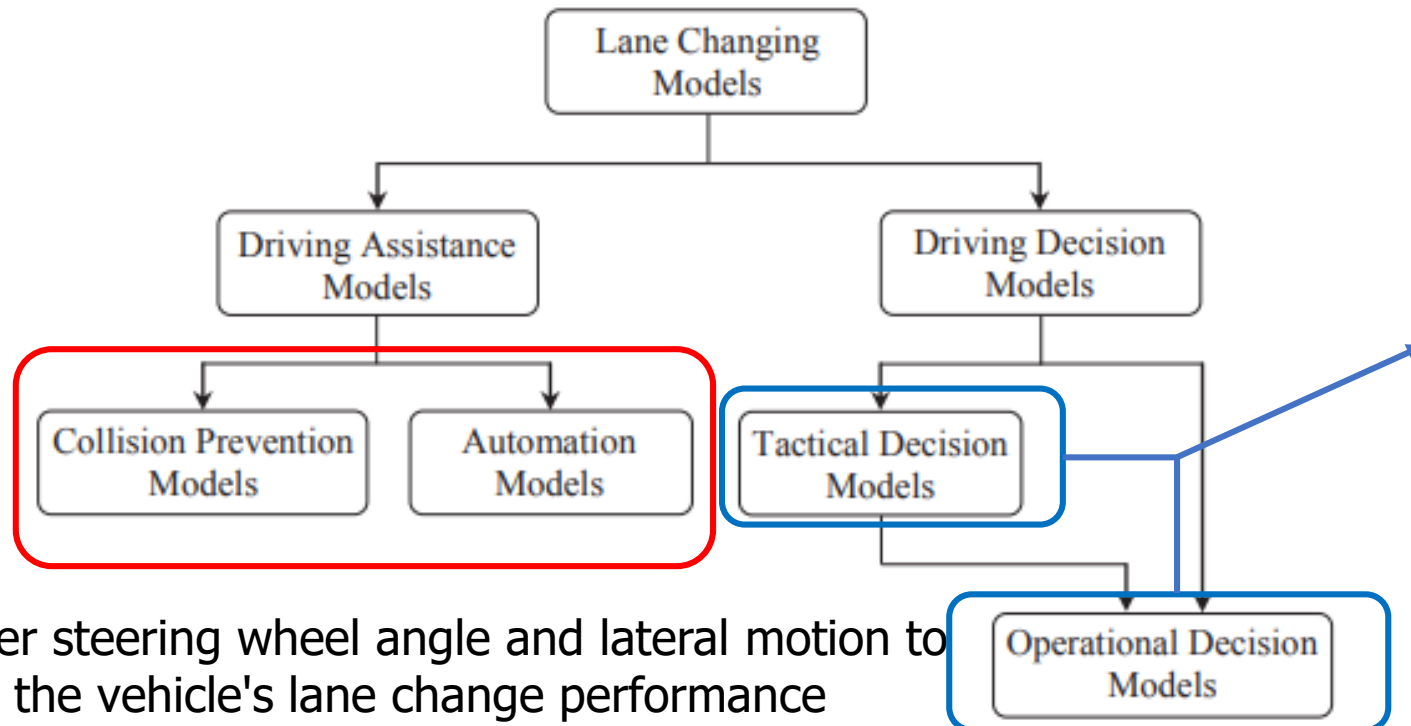 Lane Changing
Models
Driving Assistance
Models
Driving Decision
Models
Collision Prevention
Models
Automation
Models
Tactical Decision
Models
Operational Decision
Models
steering wheel angle and lateral motion to
the vehicle's lane change performance